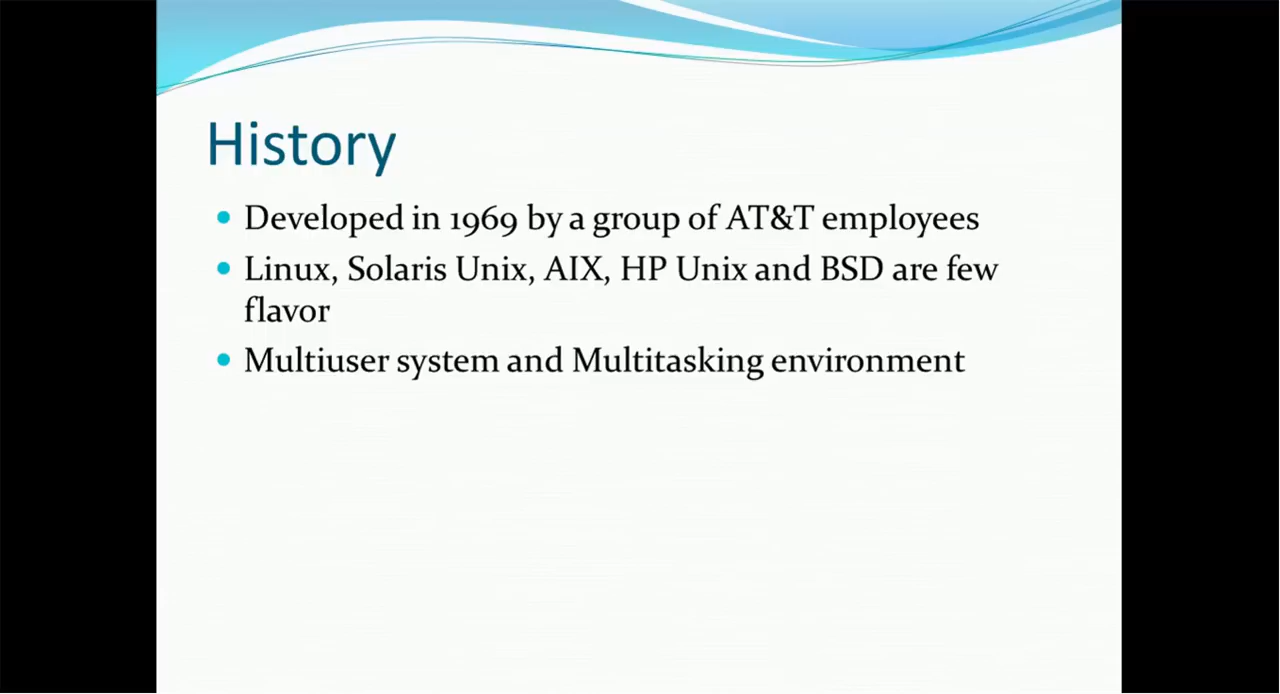 History
Developed in 1969 by a group of AT&T employees
Linux, Solaris Unix, AIX, HP Unix and BSD are few
flavor
Multiuser system and Multitasking environment